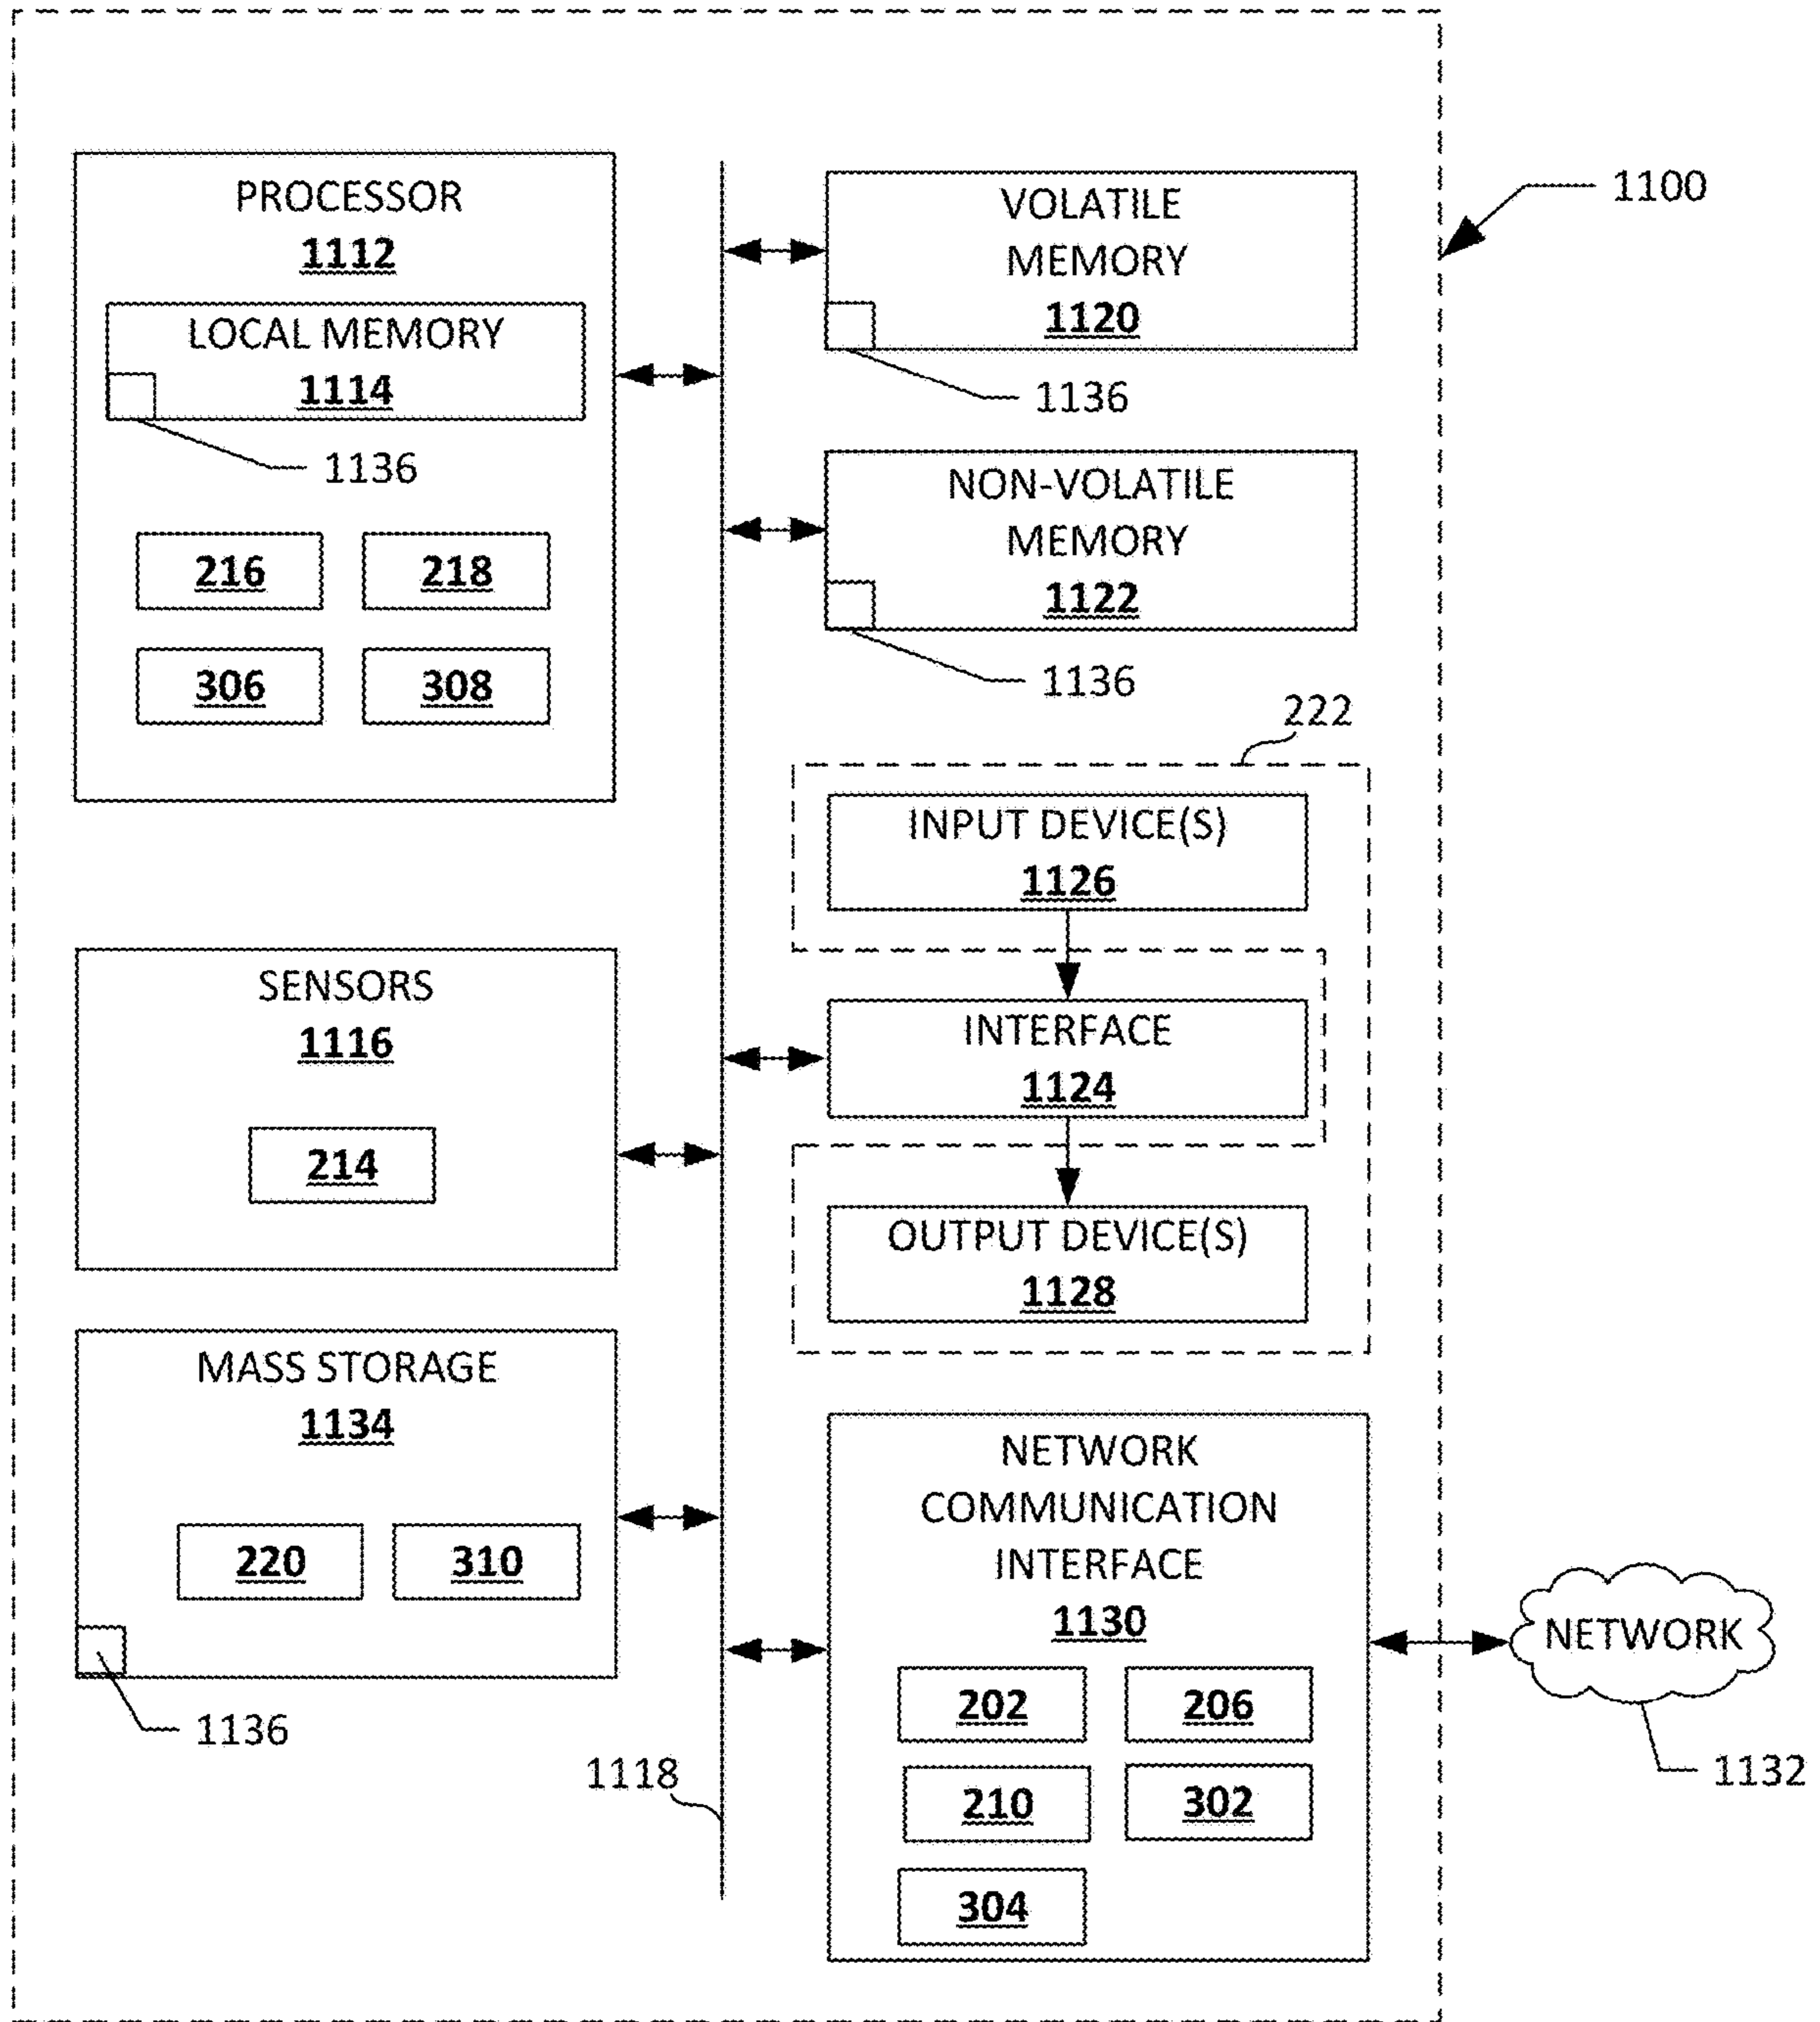 1100
PROCESSOR
1112
LOCAL MEMORY
1114
1136
216 218
306 308
SENSORS
1116
214
MASS STORAGE
1134
220 310
1136
1118
VOLATILE
MEMORY
1120
1136
NON-VOLATILE
MEMORY
1122
1136
222
INPUT DEVICE(S)
1126
INTERFACE
1124
OUTPUT DEVICE(S)
1128
NETWORK
COMMUNICATION
INTERFACE
1130
202 206
210 302
304
NETWORK
1132